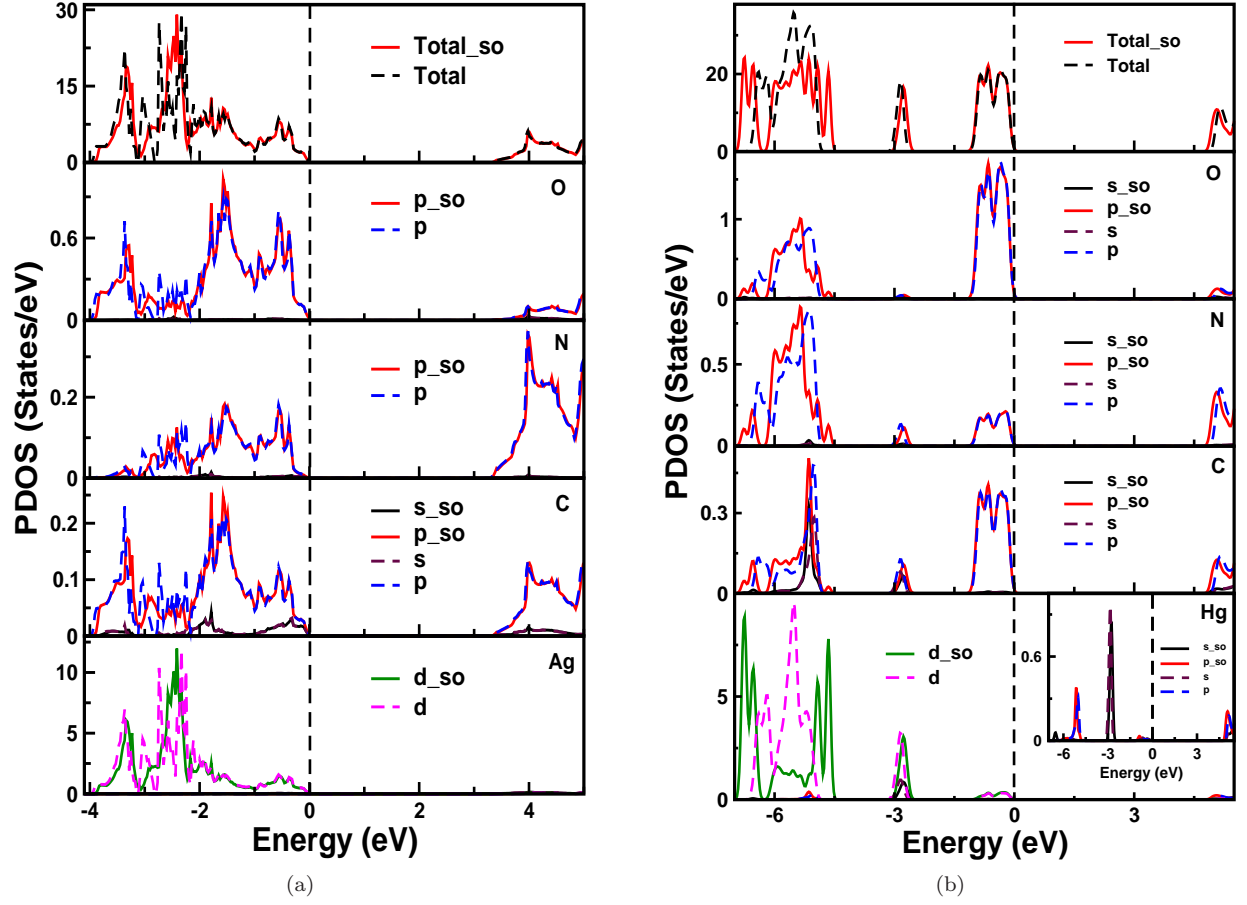 30
15
0
Total_so
Total
O
0.6
0
p_so
p
N
0.2
0
p_so
p
C
0.2
0.1
0
s_so
p_so
s
p
Ag
10
5
0
d_so
d
-4
-2
0
2
4
PDOS (States/eV)
Energy (eV)
(a)
40
20
0
Total_so
Total
O
1
0
s_so
p_so
s
p
N
0.5
0
s_so
p_so
s
p
C
0.3
0
s_so
p_so
s
p
5
0
d_so
d
Hg
0.6
0
s_so
p_so
s
p
-6
-3
0
3
Energy (eV)
-6
-3
0
3
PDOS (States/eV)
Energy (eV)
(b)